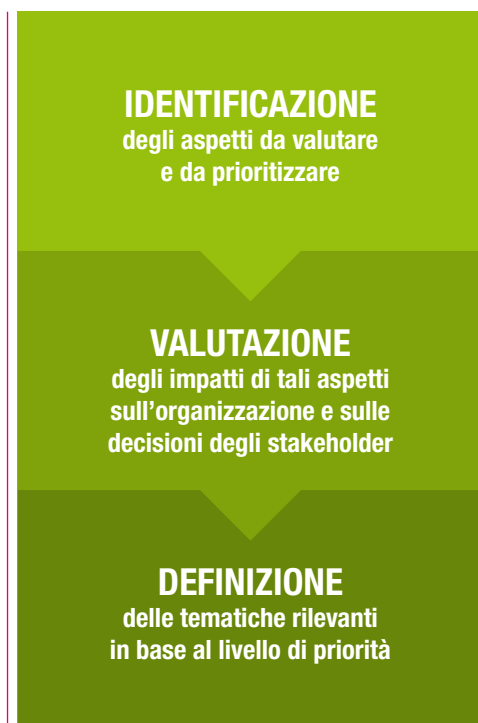 IDENTIFICAZIONE
degli aspetti da valutare
e da prioritizzare
VALUTAZIONE
degli impatti di tali aspetti
sull’organizzazione e sulle
decisioni degli stakeholder
DEFINIZIONE
delle tematiche rilevanti
in base al livello di priorità